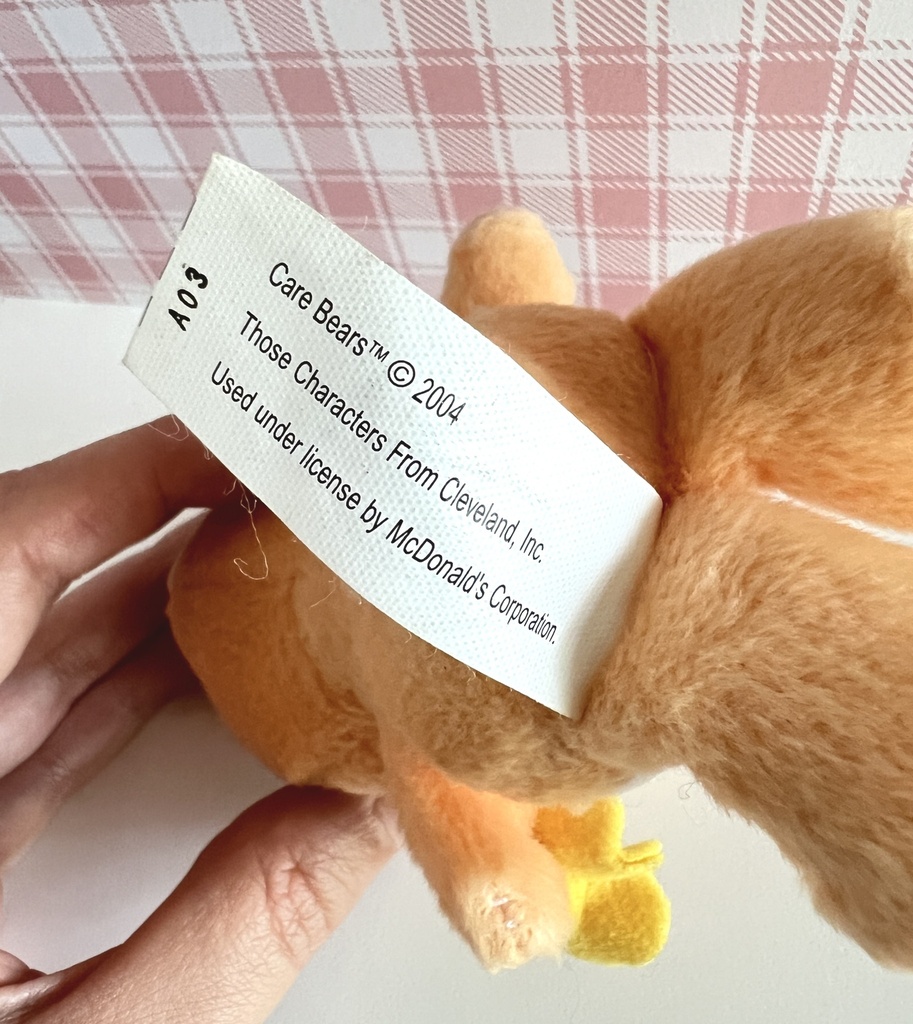 Care Bears™ © 2004
Those Characters From Cleveland, Inc.
Used under license by McDonald's Corporation.
A03